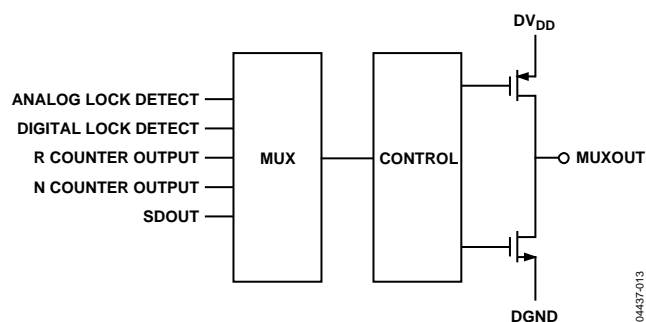 DVDD
ANALOG LOCK DETECT
DIGITAL LOCK DETECT
R COUNTER OUTPUT
N COUNTER OUTPUT
SDOUT
MUX
CONTROL
MUXOUT
DGND
04437-013